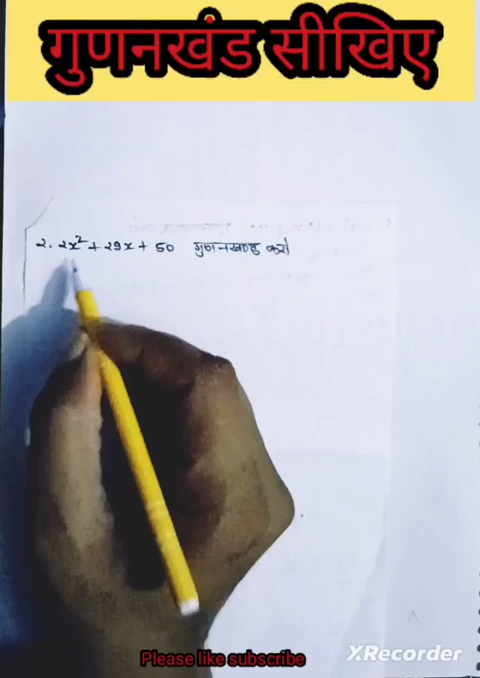 गुणनखंड सीखिए
2. 2x² + 29x + 50 गुणनखण्ड करो
Please like subscribe
XRecorder